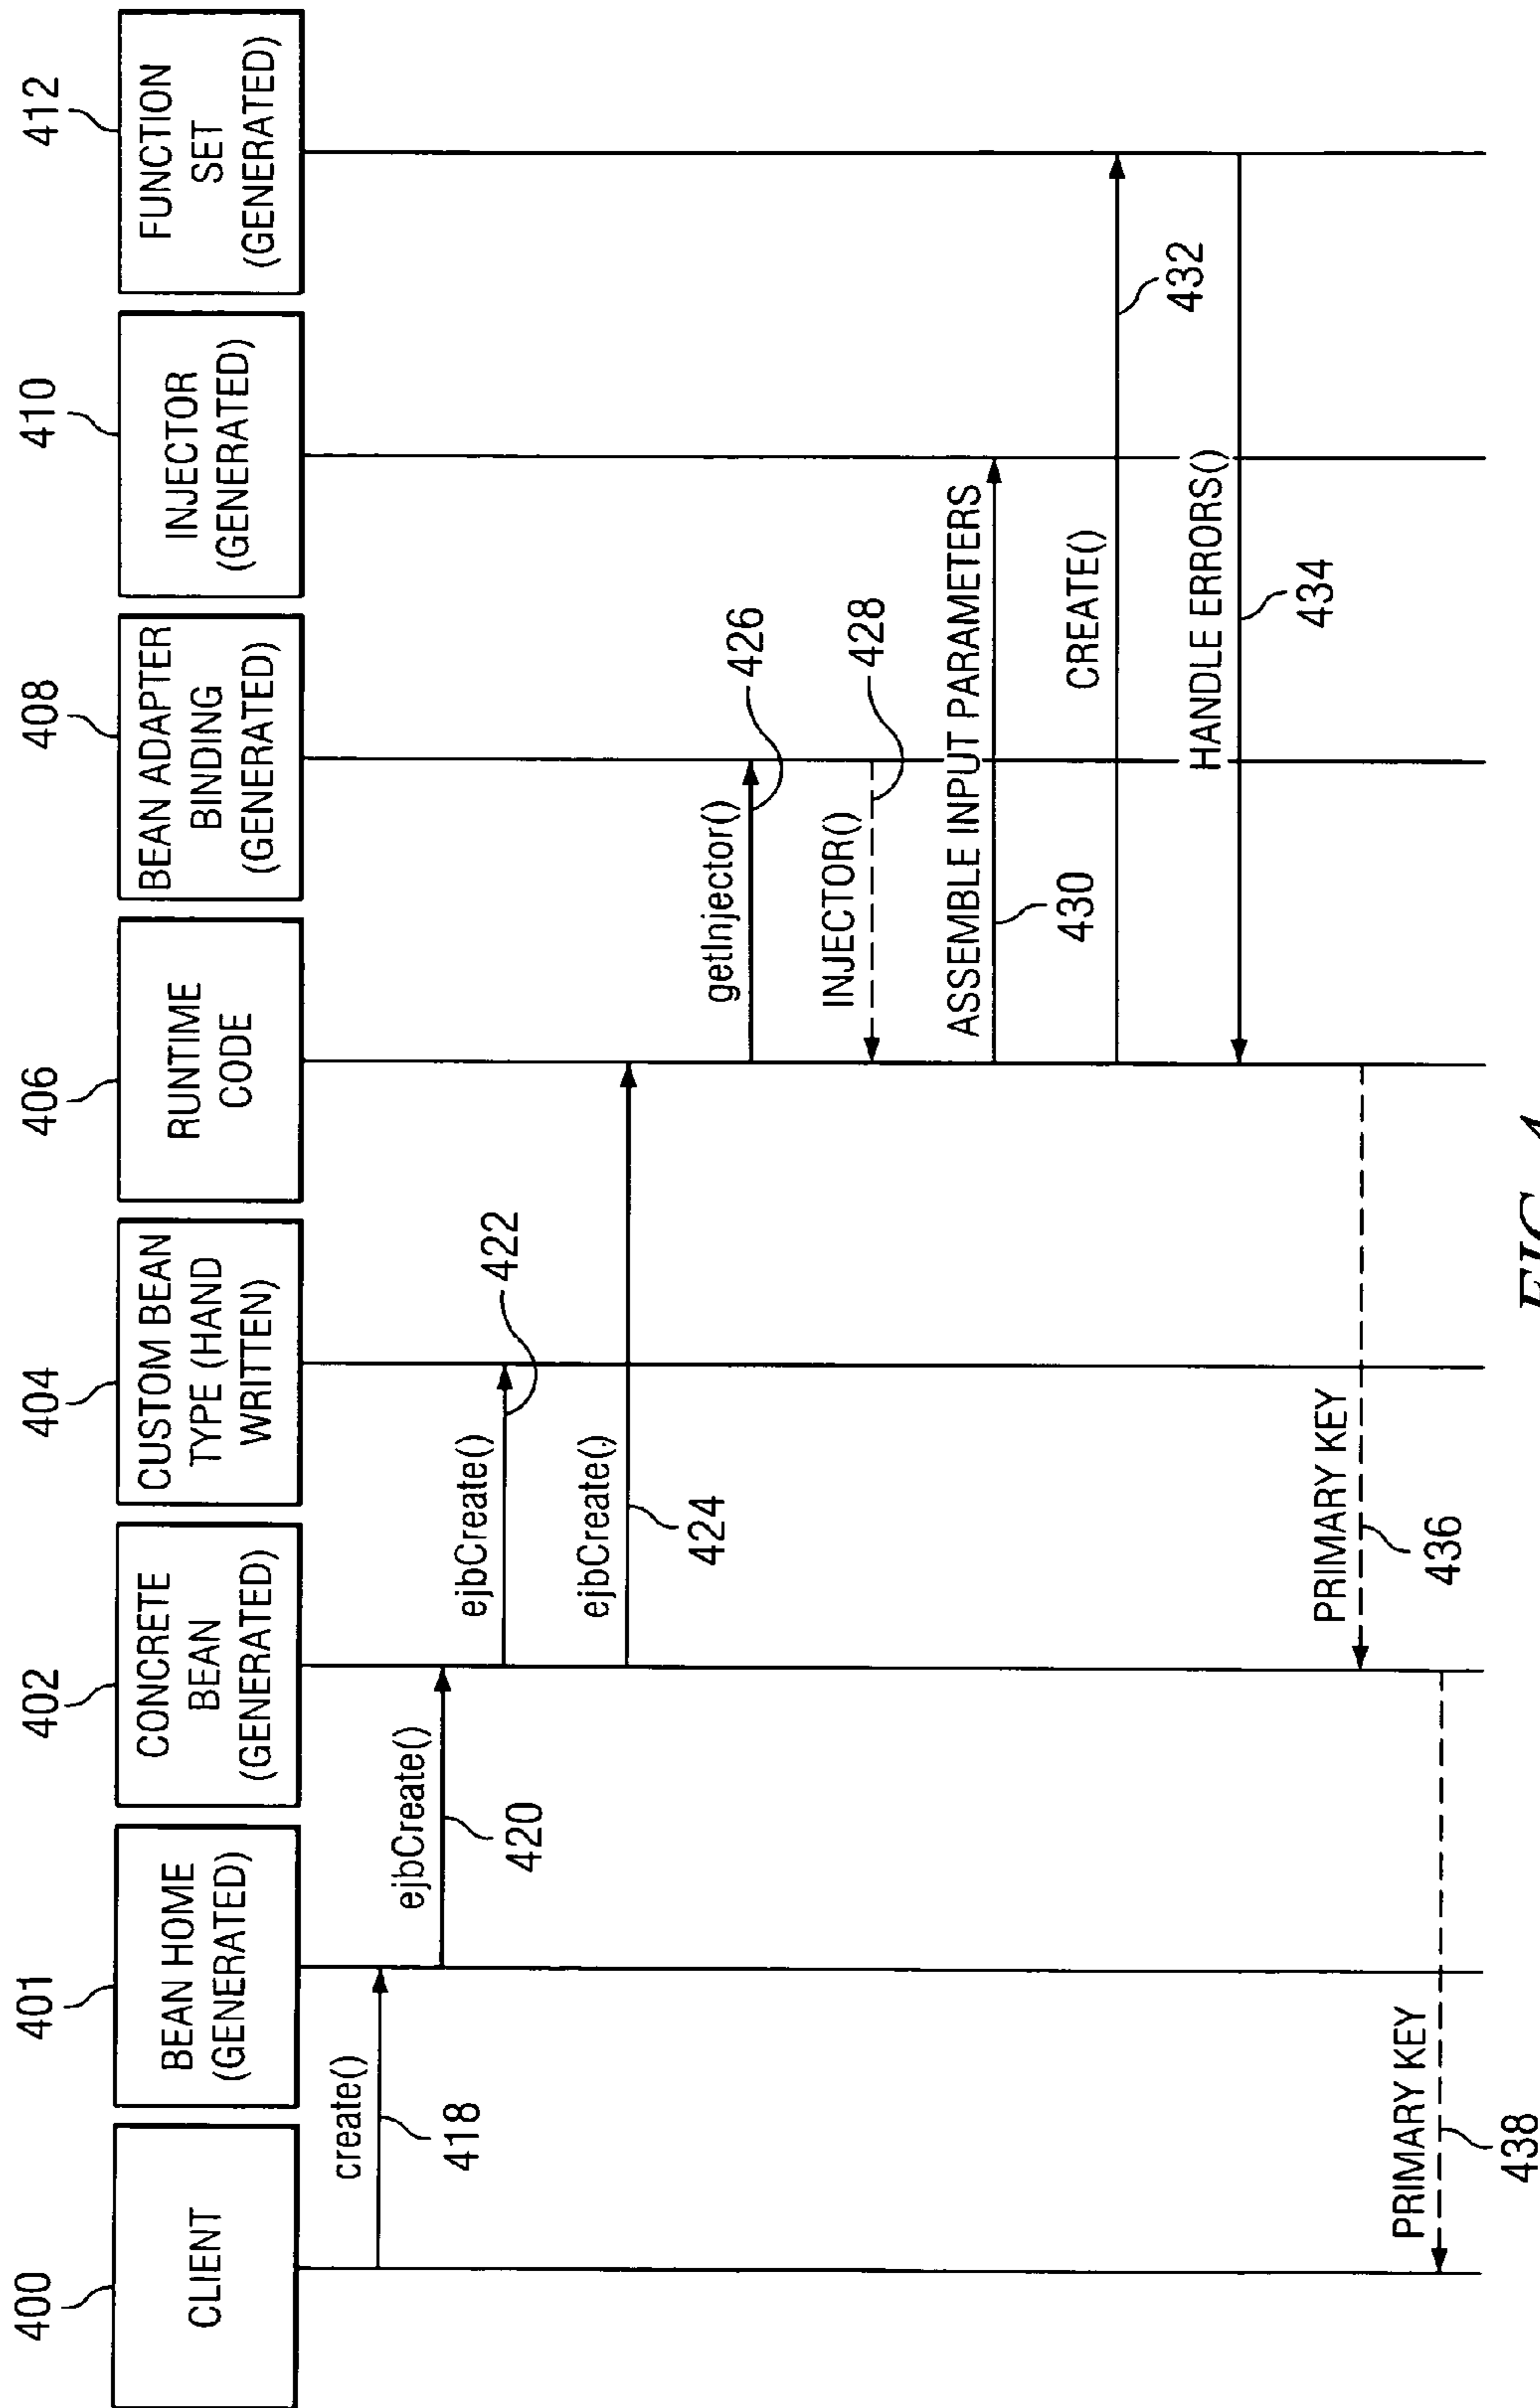 400
401
402
404
406
408
410
412
CLIENT
BEAN HOME
(GENERATED)
CONCRETE
BEAN
(GENERATED)
CUSTOM BEAN
TYPE (HAND
WRITTEN)
RUNTIME
CODE
BEAN ADAPTER
BINDING
(GENERATED)
INJECTOR
(GENERATED)
FUNCTION
SET
(GENERATED)
create()
418
ejbCreate()
420
ejbCreate()
422
ejbCreate()
424
getInjector()
426
INJECTOR()
428
ASSEMBLE INPUT PARAMETERS
430
CREATE()
432
HANDLE ERRORS()
434
PRIMARY KEY
436
PRIMARY KEY
438
FIG. 4